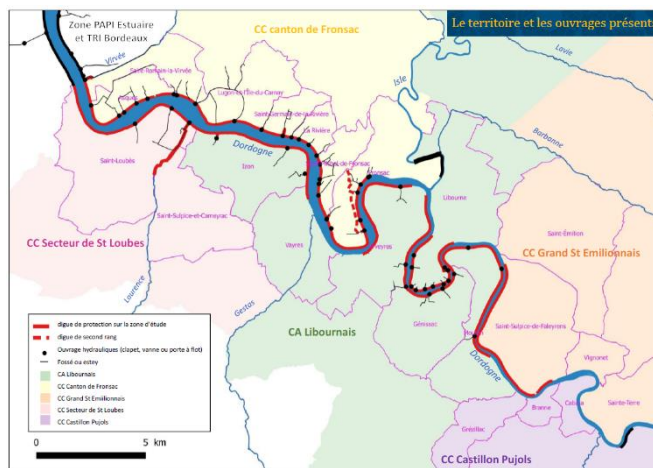 Zone PAPI Estuaire
et TRI Bordeaux
CC canton de Fronsac
Le territoire et les ouvrages présents
Virvée
Isle
Lavie
Barbanne
Saint-Romain-la-Virvée
Lugon-et-l'Île-du-Carnay
Saint-Germain-de-la-Rivière
La Rivière
Dordogne
Saint-Loubès
Izon
Fronsac
Libourne
Saint-Sulpice-et-Cameyrac
CC Secteur de St Loubes
Vayres
Saint-Emilion
CC Grand St Emilionnais
Laurence
Gestas
CA Libournais
Génissac
Saint-Sulpice-de-Faleyrens
Dordogne
Vignonet
Branne
Sainte-Terre
Grézillac
CC Castillon Pujols
digue de protection sur la zone d'étude
digue de second rang
Ouvrage hydrauliques (clapet, vanne ou porte à flot)
Fossé ou estey
CA Libournais
CC Canton de Fronsac
CC Grand St Emilionnais
CC Secteur de St Loubes
CC Castillon Pujols
0
5 km